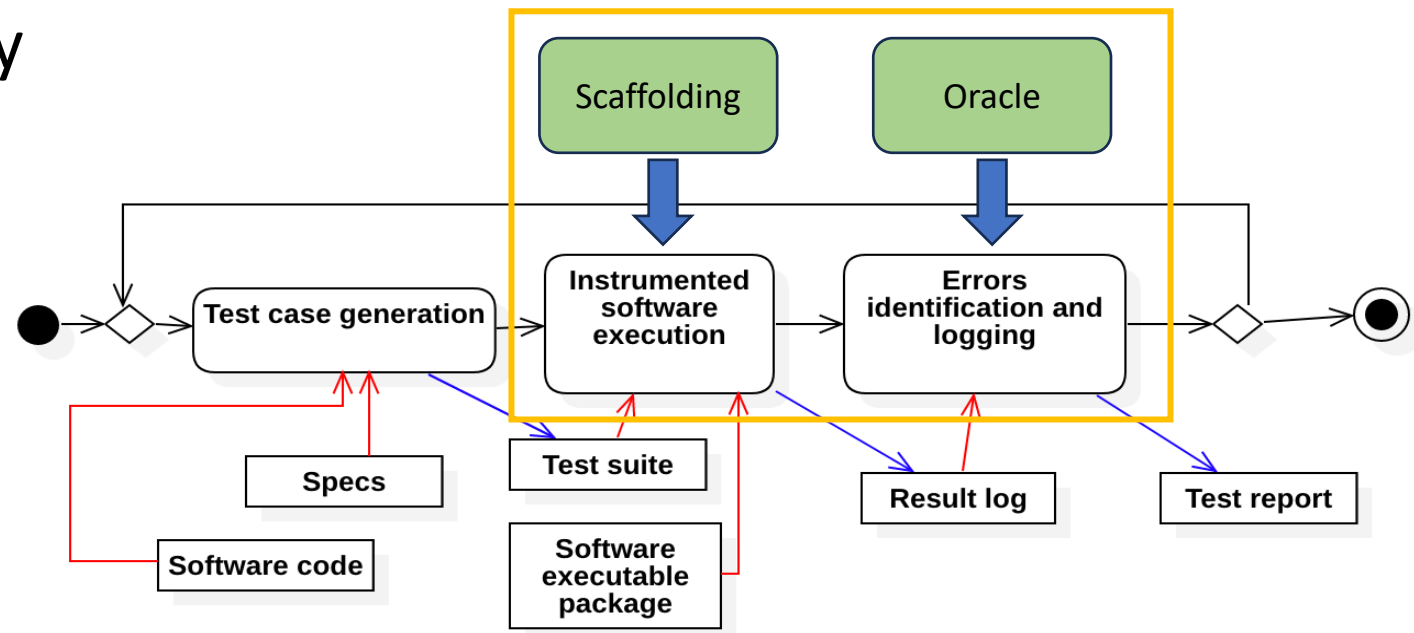 y
Scaffolding
Oracle
Test case generation
Instrumented
software
execution
Errors
identification and
logging
Specs
Test suite
Result log
Test report
Software code
Software
executable
package